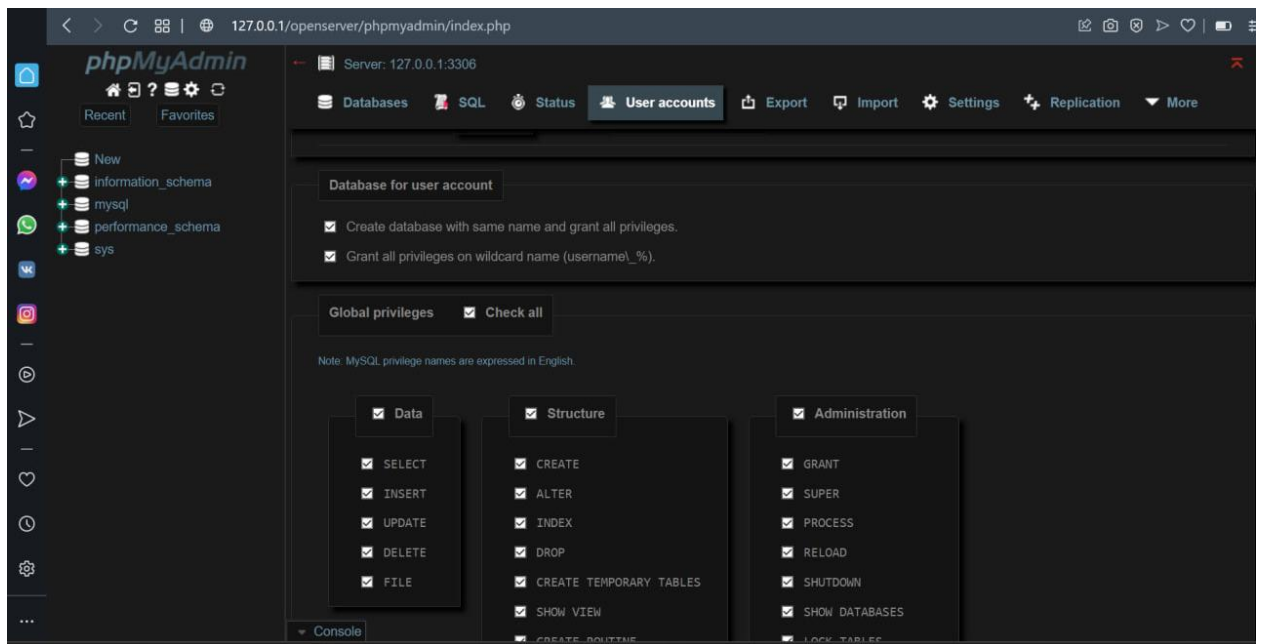 127.0.0.1/openserver/phpmyadmin/index.php
phpMyAdmin
Recent Favorites
New
information_schema
mysql
performance_schema
sys
Server: 127.0.0.1:3306
Databases SQL Status User accounts Export Import Settings Replication More
Database for user account
Create database with same name and grant all privileges.
Grant all privileges on wildcard name (username\_%).
Global privileges Check all
Note: MySQL privilege names are expressed in English.
Data Structure Administration
SELECT CREATE GRANT
INSERT ALTER SUPER
UPDATE INDEX PROCESS
DELETE DROP RELOAD
FILE CREATE TEMPORARY TABLES SHUTDOWN
SHOW VIEW SHOW DATABASES
CREATE ROUTINE LOCK TABLES
Console